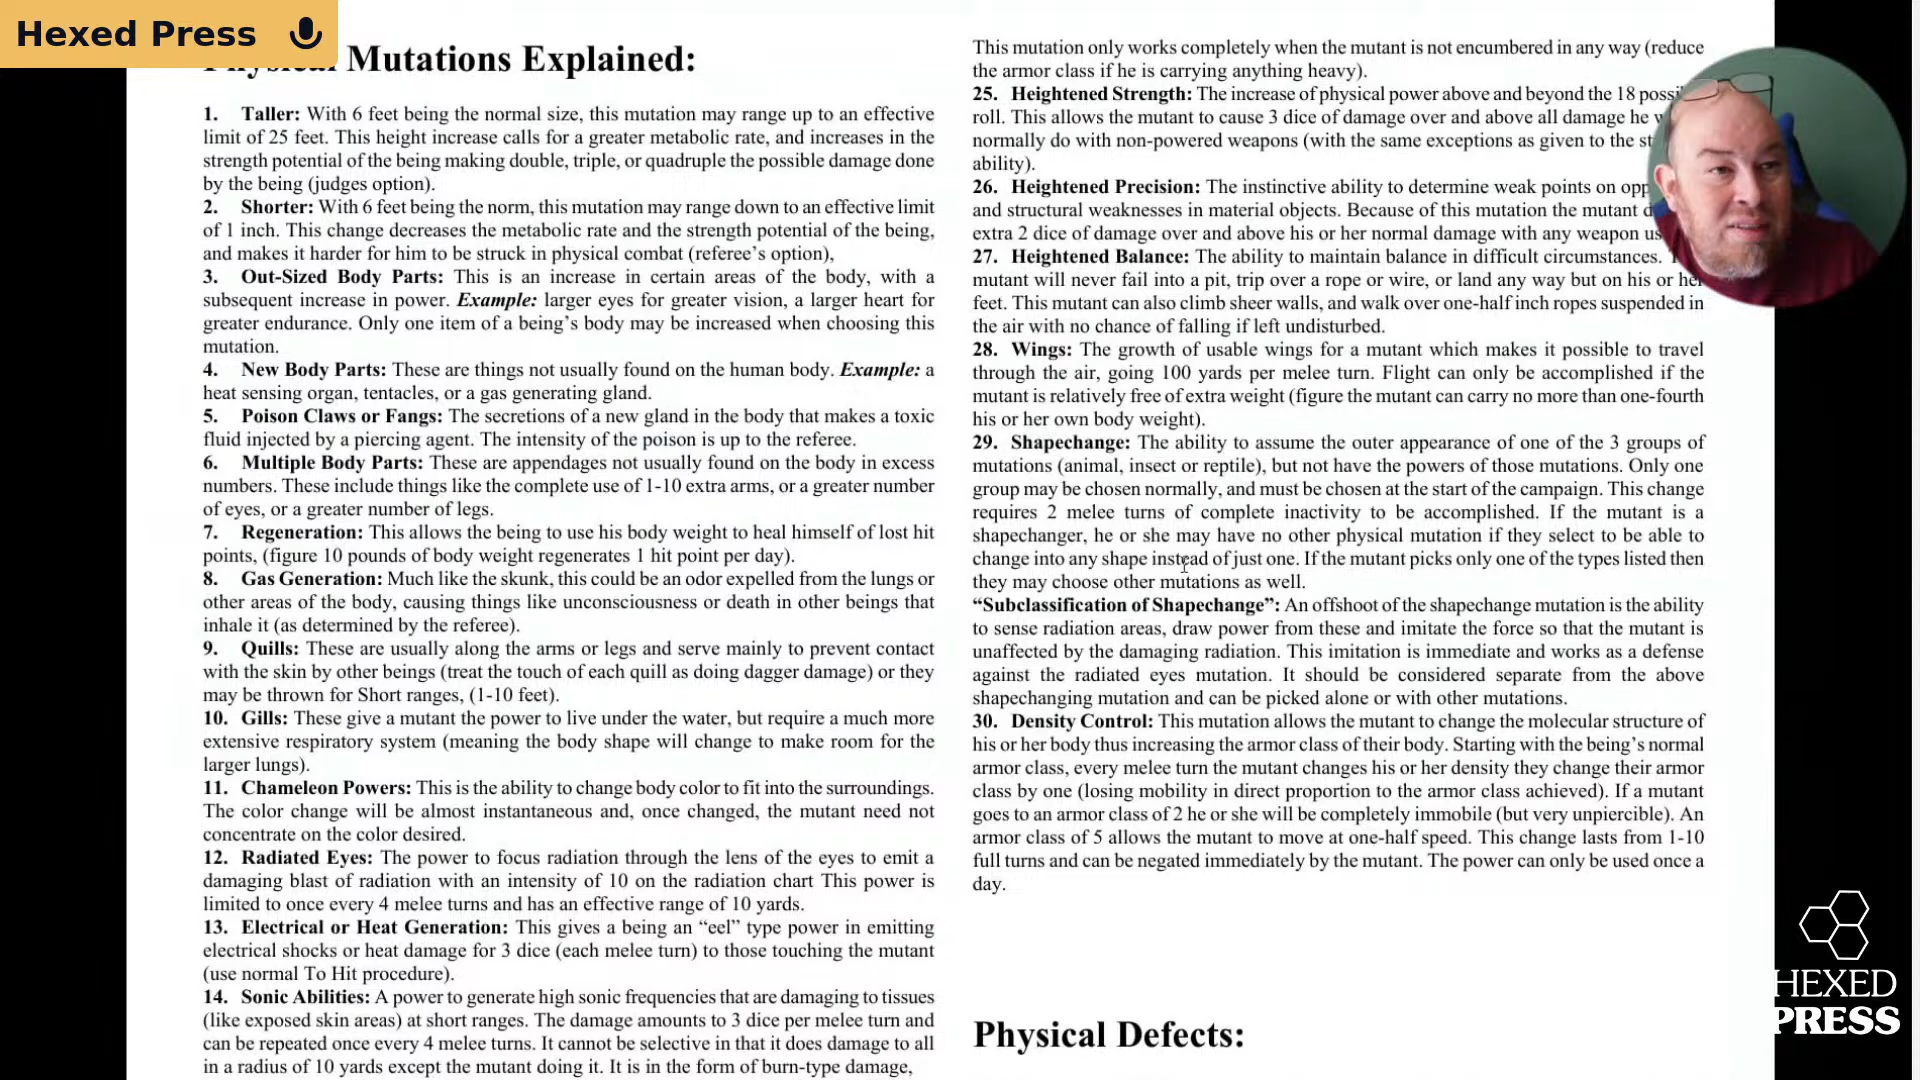 Hexed Press
Physical Mutations Explained:
1. Taller: With 6 feet being the normal size, this mutation may range up to an effective
limit of 25 feet. This height increase calls for a greater metabolic rate, and increases in the
strength potential of the being making double, triple, or quadruple the possible damage done
by the being (judges option).
2. Shorter: With 6 feet being the norm, this mutation may range down to an effective limit
of 1 inch. This change decreases the metabolic rate and the strength potential of the being,
and makes it harder for him to be struck in physical combat (referee's option),
3. Out-Sized Body Parts: This is an increase in certain areas of the body, with a
subsequent increase in power. Example: larger eyes for greater vision, a larger heart for
greater endurance. Only one item of a being's body may be increased when choosing this
mutation.
4. New Body Parts: These are things not usually found on the human body. Example: a
heat sensing organ, tentacles, or a gas generating gland.
5. Poison Claws or Fangs: The secretions of a new gland in the body that makes a toxic
fluid injected by a piercing agent. The intensity of the poison is up to the referee.
6. Multiple Body Parts: These are appendages not usually found on the body in excess
numbers. These include things like the complete use of 1-10 extra arms, or a greater number
of eyes, or a greater number of legs.
7. Regeneration: This allows the being to use his body weight to heal himself of lost hit
points, (figure 10 pounds of body weight regenerates 1 hit point per day).
8. Gas Generation: Much like the skunk, this could be an odor expelled from the lungs or
other areas of the body, causing things like unconsciousness or death in other beings that
inhale it (as determined by the referee).
9. Quills: These are usually along the arms or legs and serve mainly to prevent contact
with the skin by other beings (treat the touch of each quill as doing dagger damage) or they
may be thrown for Short ranges, (1-10 feet).
10. Gills: These give a mutant the power to live under the water, but require a much more
extensive respiratory system (meaning the body shape will change to make room for the
larger lungs).
11. Chameleon Powers: This is the ability to change body color to fit into the surroundings.
The color change will be almost instantaneous and, once changed, the mutant need not
concentrate on the color desired.
12. Radiated Eyes: The power to focus radiation through the lens of the eyes to emit a
damaging blast of radiation with an intensity of 10 on the radiation chart This power is
limited to once every 4 melee turns and has an effective range of 10 yards.
13. Electrical or Heat Generation: This gives a being an “eel” type power in emitting
electrical shocks or heat damage for 3 dice (each melee turn) to those touching the mutant
(use normal To Hit procedure).
14. Sonic Abilities: A power to generate high sonic frequencies that are damaging to tissues
(like exposed skin areas) at short ranges. The damage amounts to 3 dice per melee turn and
can be repeated once every 4 melee turns. It cannot be selective in that it does damage to all
in a radius of 10 yards except the mutant doing it. It is in the form of burn-type damage,
This mutation only works completely when the mutant is not encumbered in any way (reduce
the armor class if he is carrying anything heavy).
25. Heightened Strength: The increase of physical power above and beyond the 18
roll. This allows the mutant to cause 3 dice of damage over and above all damage he
normally do with non-powered weapons (with the same exceptions as given to the
ability).
26. Heightened Precision: The instinctive ability to determine weak points on
and structural weaknesses in material objects. Because of this mutation the mutant
extra 2 dice of damage over and above his or her normal damage with any weapon
27. Heightened Balance: The ability to maintain balance in difficult circumstances.
mutant will never fail into a pit, trip over a rope or wire, or land any way but on his or her
feet. This mutant can also climb sheer walls, and walk over one-half inch ropes suspended in
the air with no chance of falling if left undisturbed.
28. Wings: The growth of usable wings for a mutant which makes it possible to travel
through the air, going 100 yards per melee turn. Flight can only be accomplished if the
mutant is relatively free of extra weight (figure the mutant can carry no more than one-fourth
his or her own body weight).
29. Shapechange: The ability to assume the outer appearance of one of the 3 groups of
mutations (animal, insect or reptile), but not have the powers of those mutations. Only one
group may be chosen normally, and must be chosen at the start of the campaign. This change
requires 2 melee turns of complete inactivity to be accomplished. If the mutant is a
shapechanger, he or she may have no other physical mutation if they select to be able to
change into any shape instead of just one. If the mutant picks only one of the types listed then
they may choose other mutations as well.
“Subclassification of Shapechange”: An offshoot of the shapechange mutation is the ability
to sense radiation areas, draw power from these and imitate the force so that the mutant is
unaffected by the damaging radiation. This imitation is immediate and works as a defense
against the radiated eyes mutation. It should be considered separate from the above
shapechanging mutation and can be picked alone or with other mutations.
30. Density Control: This mutation allows the mutant to change the molecular structure of
his or her body thus increasing the armor class of their body. Starting with the being's normal
armor class, every melee turn the mutant changes his or her density they change their armor
class by one (losing mobility in direct proportion to the armor class achieved). If a mutant
goes to an armor class of 2 he or she will be completely immobile (but very unpiercible). An
armor class of 5 allows the mutant to move at one-half speed. This change lasts from 1-10
full turns and can be negated immediately by the mutant. The power can only be used once a
day.
Physical Defects:
HEXED
PRESS